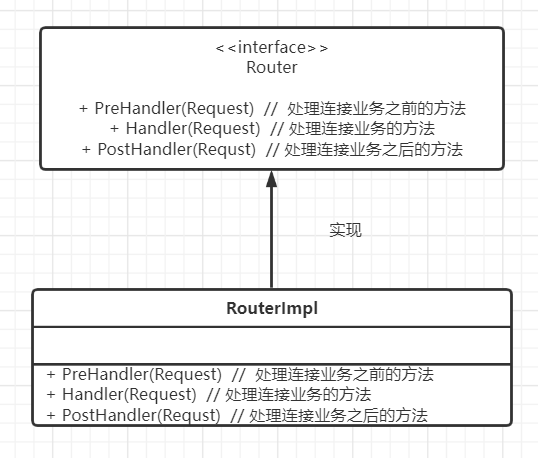 <<interface>>
Router
+ PreHandler(Request) // 处理连接业务之前的方法
+ Handler(Request) // 处理连接业务的方法
+ PostHandler(Requst) // 处理连接业务之后的方法
实现
RouterImpl
+ PreHandler(Request) // 处理连接业务之前的方法
+ Handler(Request) // 处理连接业务的方法
+ PostHandler(Requst) // 处理连接业务之后的方法